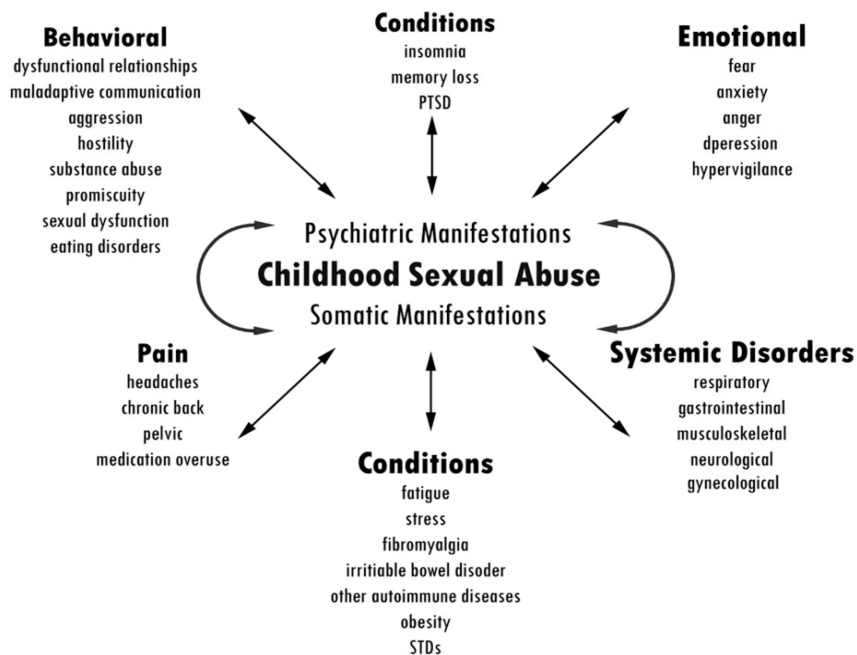 Behavioral
dysfunctional relationships
maladaptive communication
aggression
hostility
substance abuse
promiscuity
sexual dysfunction
eating disorders
Conditions
insomnia
memory loss
PTSD
Emotional
fear
anxiety
anger
dperession
hypervigilance
Psychiatric Manifestations
Childhood Sexual Abuse
Somatic Manifestations
Pain
headaches
chronic back
pelvic
medication overuse
Conditions
fatigue
stress
fibromyalgia
irritiable bowel disoder
other autoimmune diseases
obesity
STDs
Systemic Disorders
respiratory
gastrointestinal
musculoskeletal
neurological
gynecological